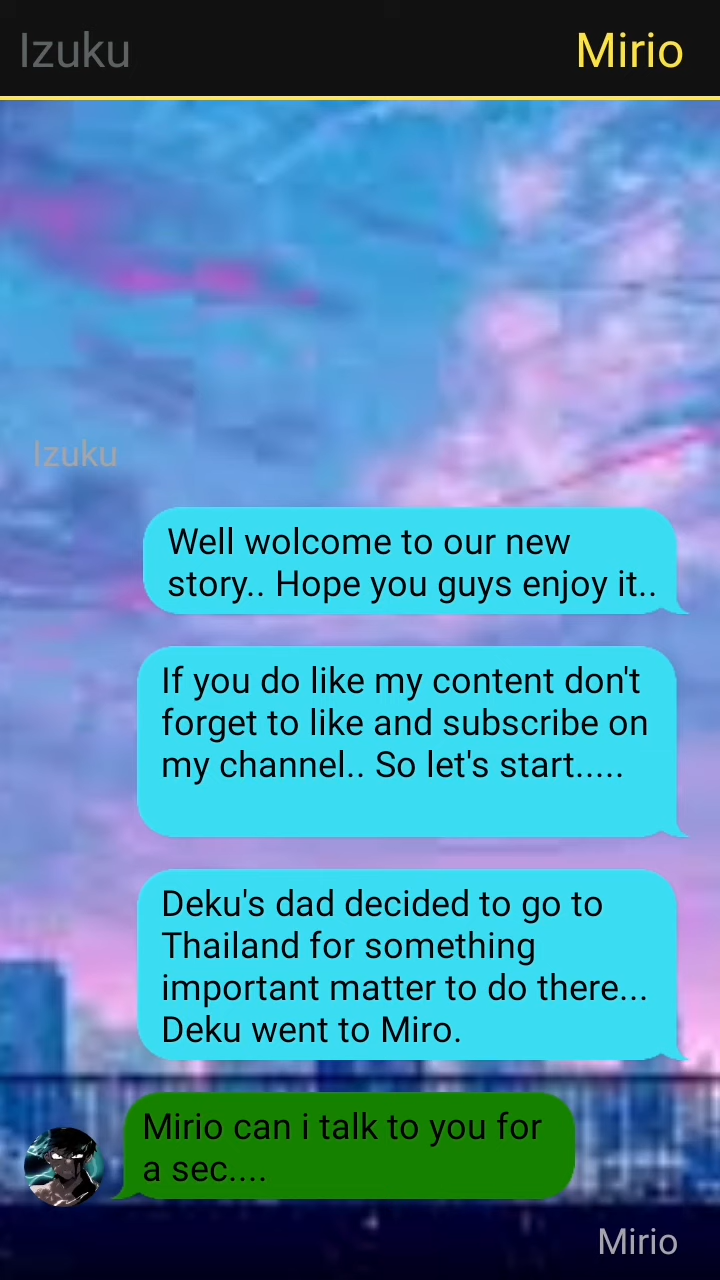 Izuku
Mirio
Izuku
Well wolcome to our new
story.. Hope you guys enjoy it..
If you do like my content don't
forget to like and subscribe on
my channel.. So let's start.....
Deku's dad decided to go to
Thailand for something
important matter to do there...
Deku went to Miro.
Mirio can i talk to you for
a sec....
Mirio